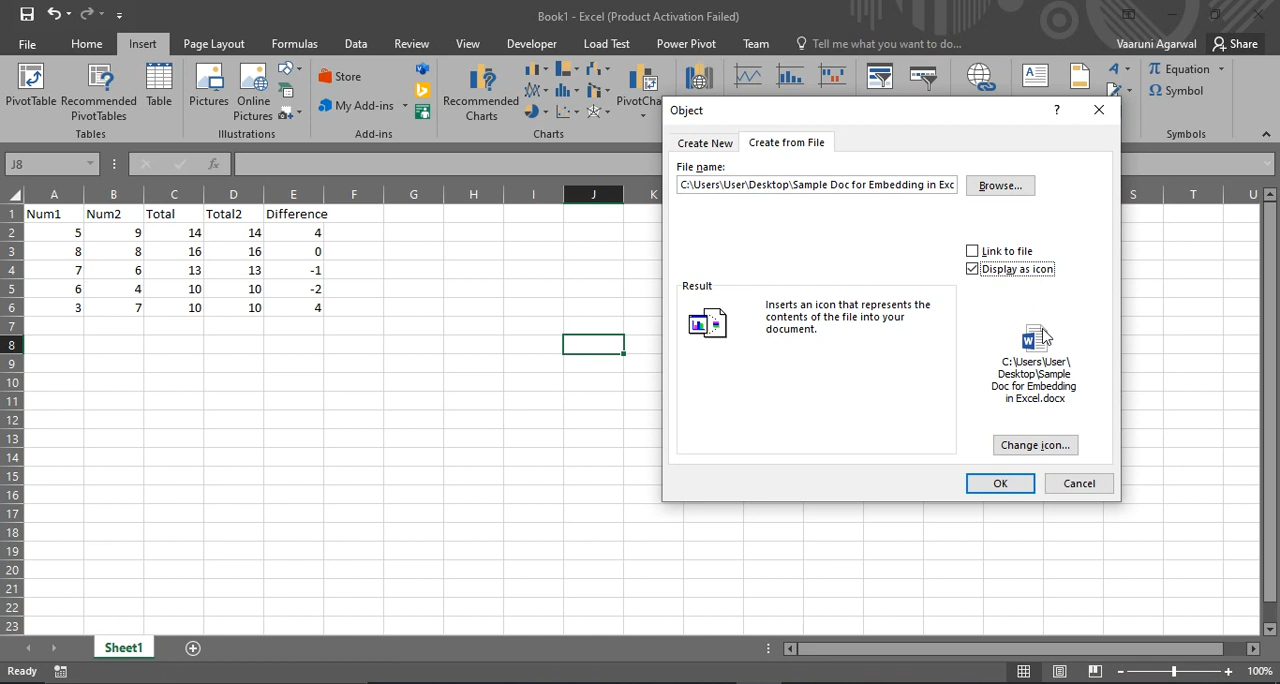 Book1 - Excel (Product Activation Failed)
File Home Insert Page Layout Formulas Data Review View Developer Load Test Power Pivot Team Tell me what you want to do... Vaaruni Agarwal Share
PivotTable Recommended PivotTables Table Pictures Online Pictures Store My Add-ins Recommended Charts Equation Symbol
Tables Illustrations Add-ins Charts Symbols
J8 fx
A B C D E F G H I J K S T U
1 Num1 Num2 Total Total2 Difference
2 5 9 14 14 4
3 8 8 16 16 0
4 7 6 13 13 -1
5 6 4 10 10 -2
6 3 7 10 10 4
7
8
9
10
11
12
13
14
15
16
17
18
19
20
21
22
23
Object ?
Create New Create from File
File name:
C:\Users\User\Desktop\Sample Doc for Embedding in Exc Browse...
Link to file
Display as icon
Result
Inserts an icon that represents the
contents of the file into your
document.
C:\Users\User\
Desktop\Sample
Doc for Embedding
in Excel.docx
Change icon...
OK Cancel
Sheet1
Ready 100%